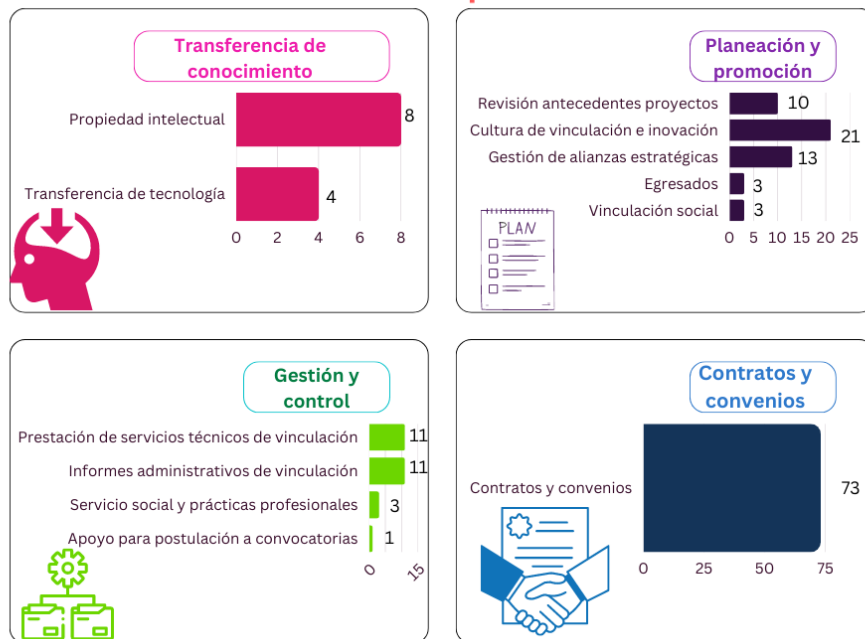 Transferencia de
conocimiento
Propiedad intelectual
8
Transferencia de tecnología
4
0 2 4 6 8
Planeación y
promoción
Revisión antecedentes proyectos
10
Cultura de vinculación e inovación
21
Gestión de alianzas estratégicas
13
Egresados
3
Vinculación social
3
0 5 10 15 20 25
PLAN
Gestión y
control
Prestación de servicios técnicos de vinculación
11
Informes administrativos de vinculación
11
Servicio social y prácticas profesionales
3
Apoyo para postulación a convocatorias
1
0 15
Contratos y
convenios
Contratos y convenios
73
0 25 50 75